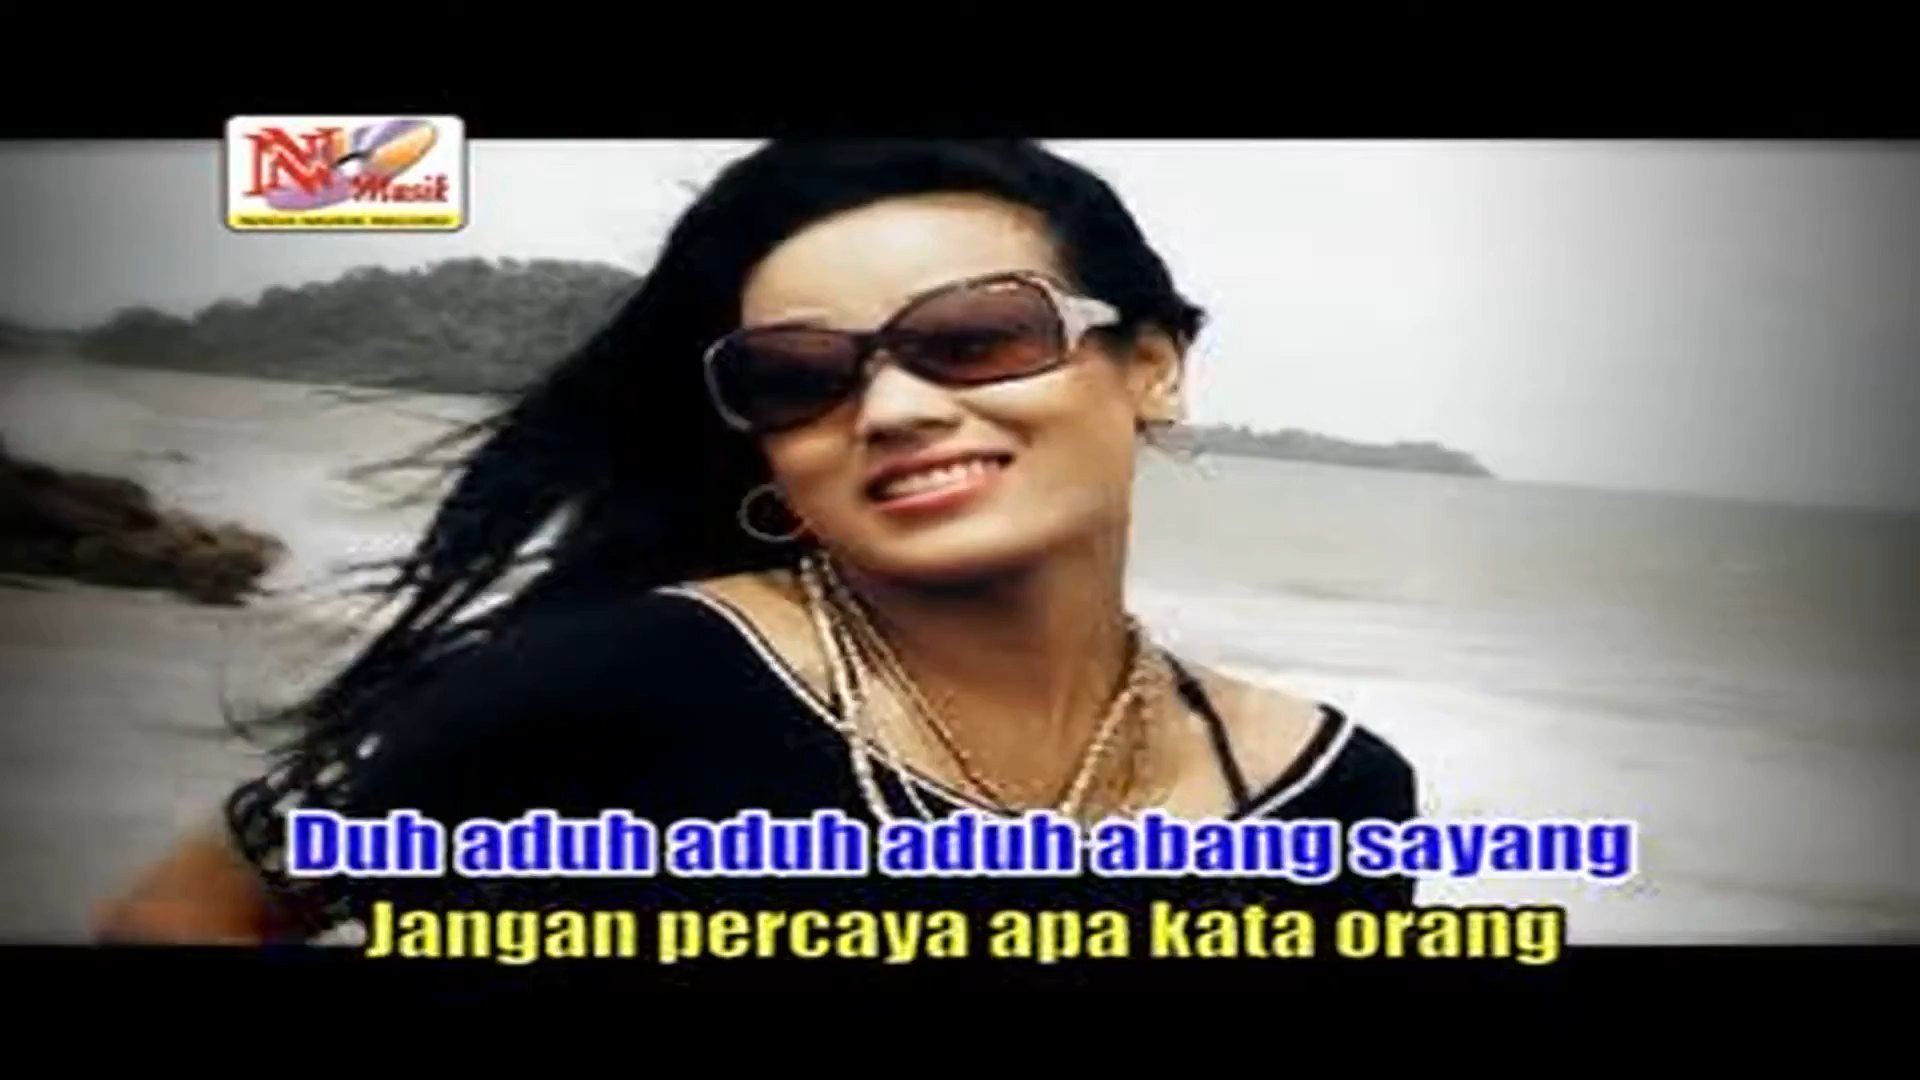 NN
Musik
Duh aduh aduh aduh abang sayang
Jangan percaya apa kata orang